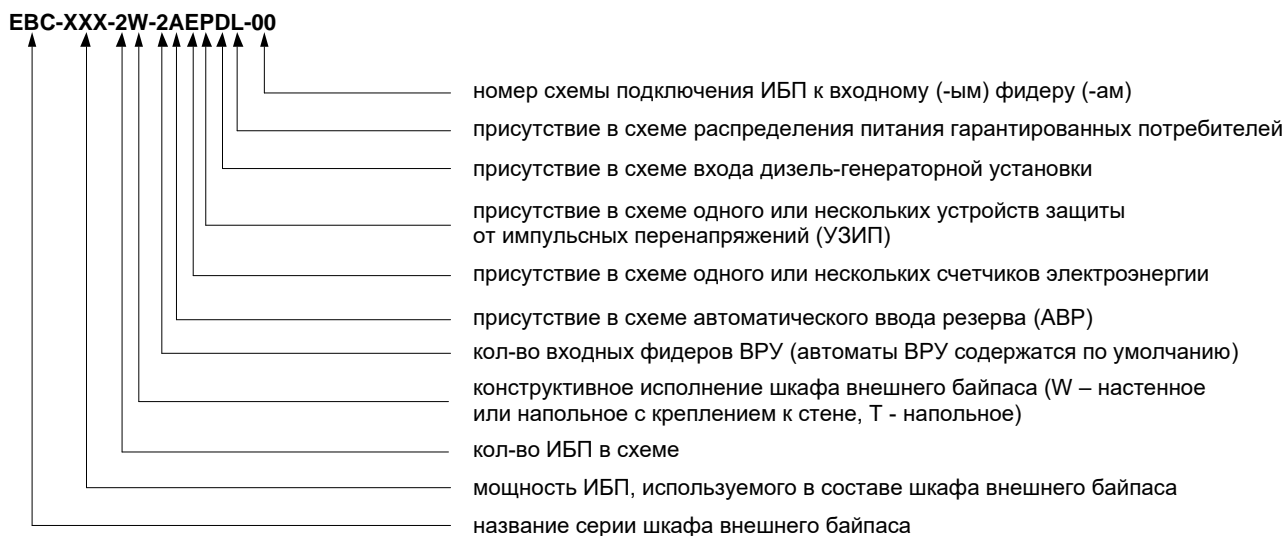 EBC-XXX-2W-2AEPDL-00
номер схемы подключения ИБП к входному (-ым) фидеру (-ам)
присутствие в схеме распределения питания гарантированных потребителей
присутствие в схеме входа дизель-генераторной установки
присутствие в схеме одного или нескольких устройств защиты
от импульсных перенапряжений (УЗИП)
присутствие в схеме одного или нескольких счетчиков электроэнергии
присутствие в схеме автоматического ввода резерва (АВР)
кол-во входных фидеров ВРУ (автоматы ВРУ содержатся по умолчанию)
конструктивное исполнение шкафа внешнего байпаса (W – настенное
или напольное с креплением к стене, Т - напольное)
кол-во ИБП в схеме
мощность ИБП, используемого в составе шкафа внешнего байпаса
название серии шкафа внешнего байпаса